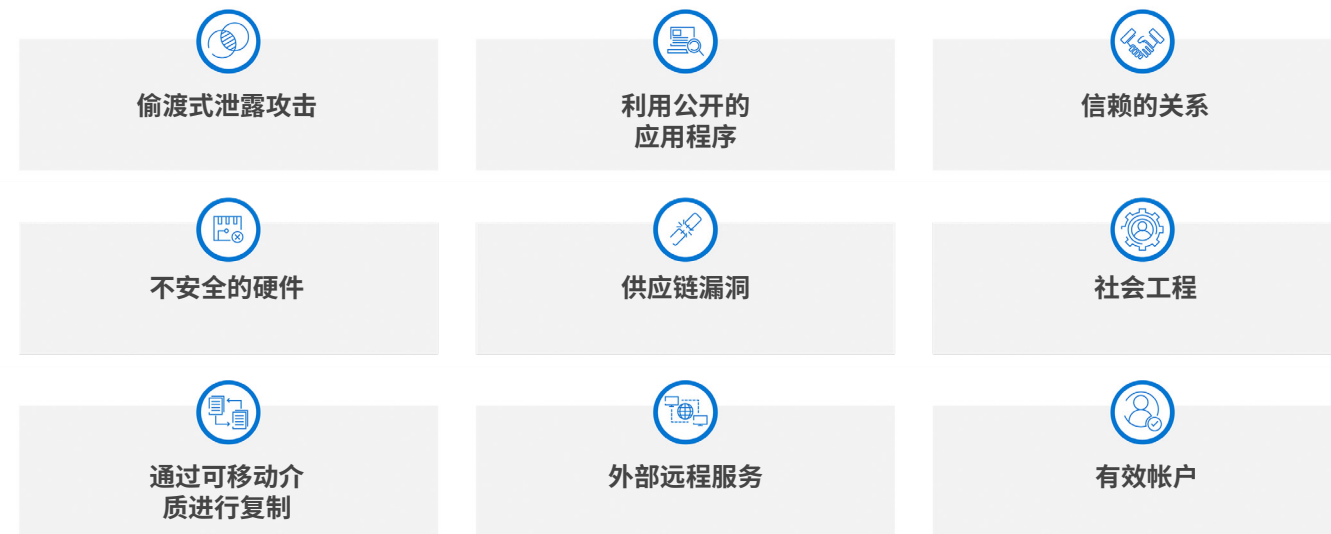 偷渡式泄露攻击
利用公开的
应用程序
信赖的关系
不安全的硬件
供应链漏洞
社会工程
通过可移动介
质进行复制
外部远程服务
有效帐户